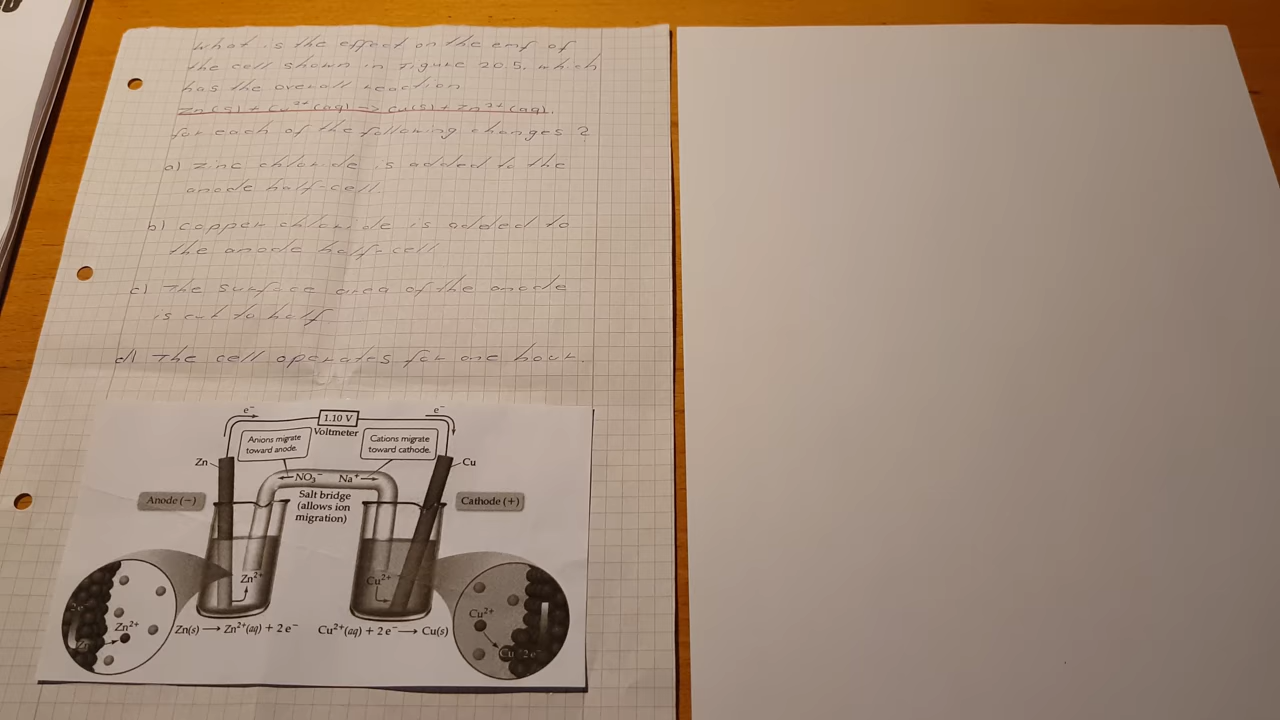 What is the effect on the emf of
the cell shown in Figure 20.5, which
has the overall reaction
Zn(s) + Cu²⁺(aq) → Cu(s) + Zn²⁺(aq),
for each of the following changes?
a) zinc chloride is added to the
anode half-cell.
b) copper chloride is added to
the anode half-cell
c) The surface area of the anode
is cut to half
d) The cell operates for one hour.
e⁻
e⁻
1.10 V
Voltmeter
Anions migrate
toward anode.
Cations migrate
toward cathode.
Zn
Cu
NO₃⁻ Na⁺
Anode (−)
Salt bridge
(allows ion
migration)
Cathode (+)
Zn²⁺
Cu²⁺
2e⁻
Zn²⁺
Zn
Cu²⁺
Cu 2e⁻
Zn(s) ⟶ Zn²⁺(aq) + 2 e⁻
Cu²⁺(aq) + 2 e⁻ ⟶ Cu(s)